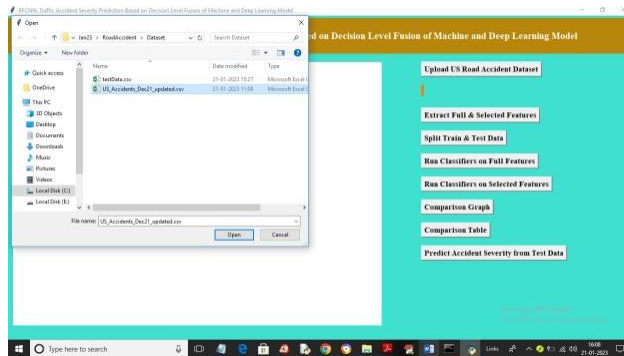 RFCNN: Traffic Accident Severity Prediction Based on Decision Level Fusion of Machine and Deep Learning Model
Open
Jan23 > RoadAccident > Dataset
Search Dataset
ed on Decision Level Fusion of Machine and Deep Learning Model
Organize
New folder
Name
Date modified
Type
Quick access
OneDrive
This PC
3D Objects
Desktop
Documents
Downloads
Music
Pictures
Videos
Local Disk (C:)
Local Disk (E:)
testData.csv
21-01-2023 15:27
Microsoft Excel C
US_Accidents_Dec21_updated.csv
21-01-2023 11:08
Microsoft Excel C
File name:
US_Accidents_Dec21_updated.csv
Open
Cancel
Upload US Road Accident Dataset
Extract Full & Selected Features
Split Train & Test Data
Run Classifiers on Full Features
Run Classifiers on Selected Features
Comparison Graph
Comparison Table
Predict Accident Severity from Test Data
Type here to search
Links
16:08
21-01-2023